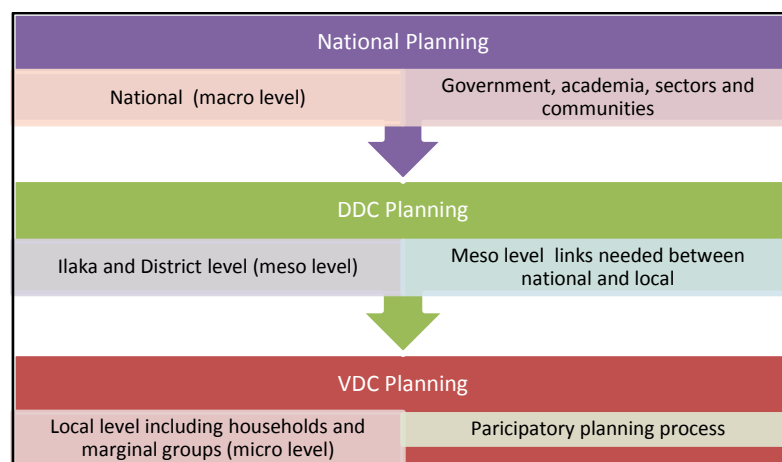 National Planning
National (macro level)
Government, academia, sectors and
communities
DDC Planning
Ilaka and District level (meso level)
Meso level links needed between
national and local
VDC Planning
Local level including households and
marginal groups (micro level)
Paricipatory planning process